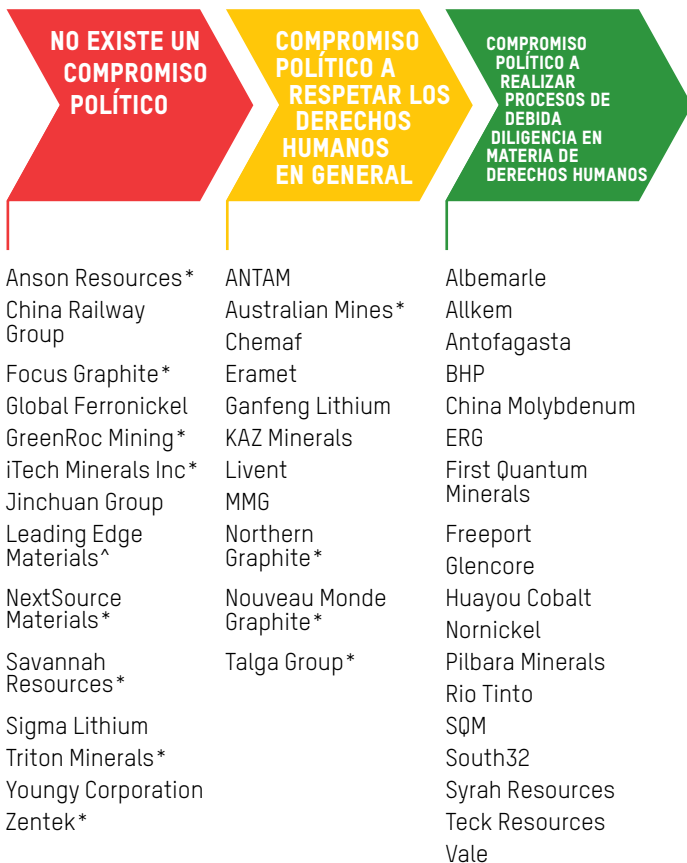 NO EXISTE UN
COMPROMISO
POLÍTICO
COMPROMISO
POLÍTICO A
RESPETAR LOS
DERECHOS
HUMANOS
EN GENERAL
COMPROMISO
POLÍTICO A
REALIZAR
PROCESOS DE
DEBIDA
DILIGENCIA EN
MATERIA DE
DERECHOS HUMANOS
Anson Resources*
China Railway
Group
Focus Graphite*
Global Ferronickel
GreenRoc Mining*
iTech Minerals Inc*
Jinchuan Group
Leading Edge
Materials^
NextSource
Materials*
Savannah
Resources*
Sigma Lithium
Triton Minerals*
Youngy Corporation
Zentek*
ANTAM
Australian Mines*
Chemaf
Eramet
Ganfeng Lithium
KAZ Minerals
Livent
MMG
Northern
Graphite*
Nouveau Monde
Graphite*
Talga Group*
Albemarle
Allkem
Antofagasta
BHP
China Molybdenum
ERG
First Quantum
Minerals
Freeport
Glencore
Huayou Cobalt
Nornickel
Pilbara Minerals
Rio Tinto
SQM
South32
Syrah Resources
Teck Resources
Vale